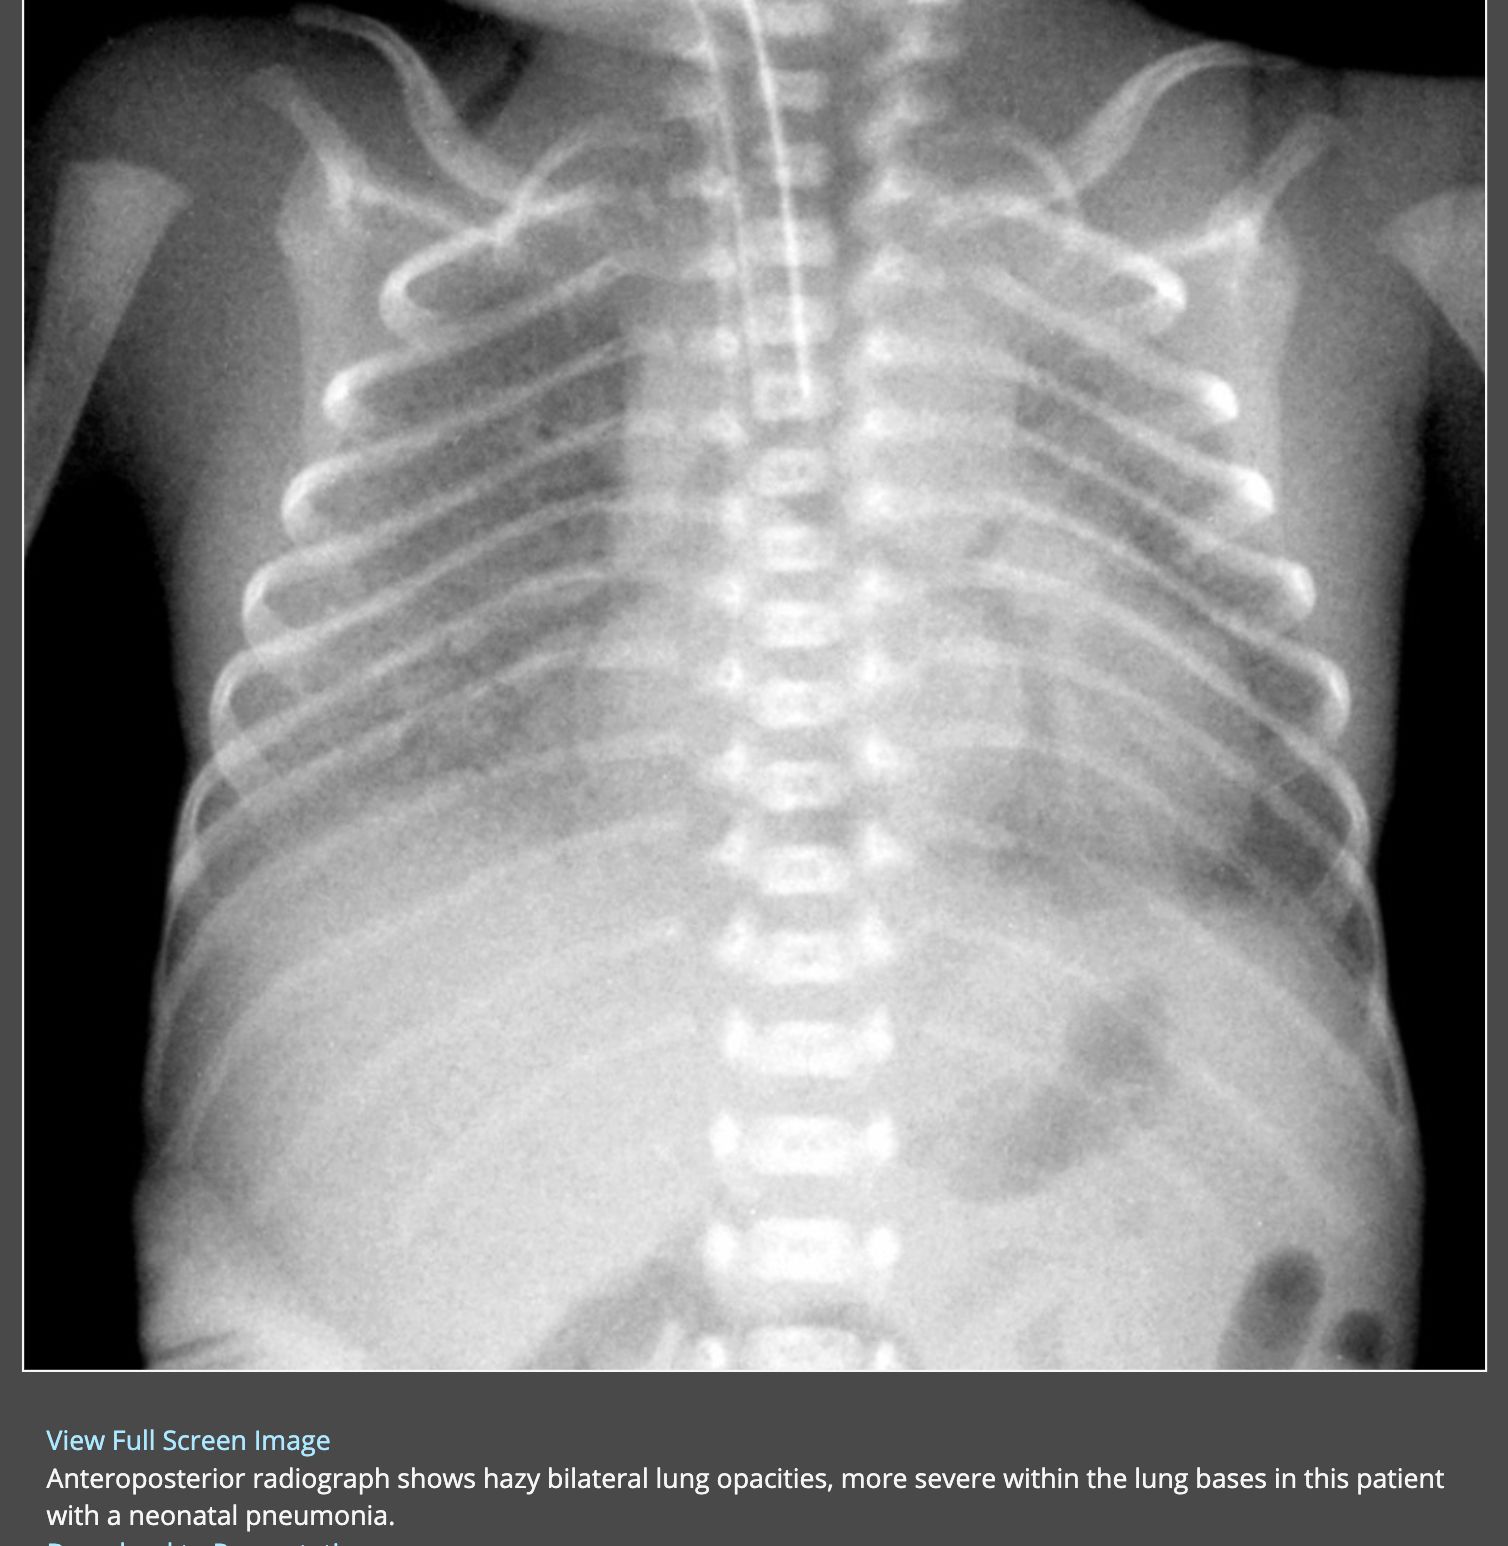 View Full Screen Image
Anteroposterior radiograph shows hazy bilateral lung opacities, more severe within the lung bases in this patient
with a neonatal pneumonia.